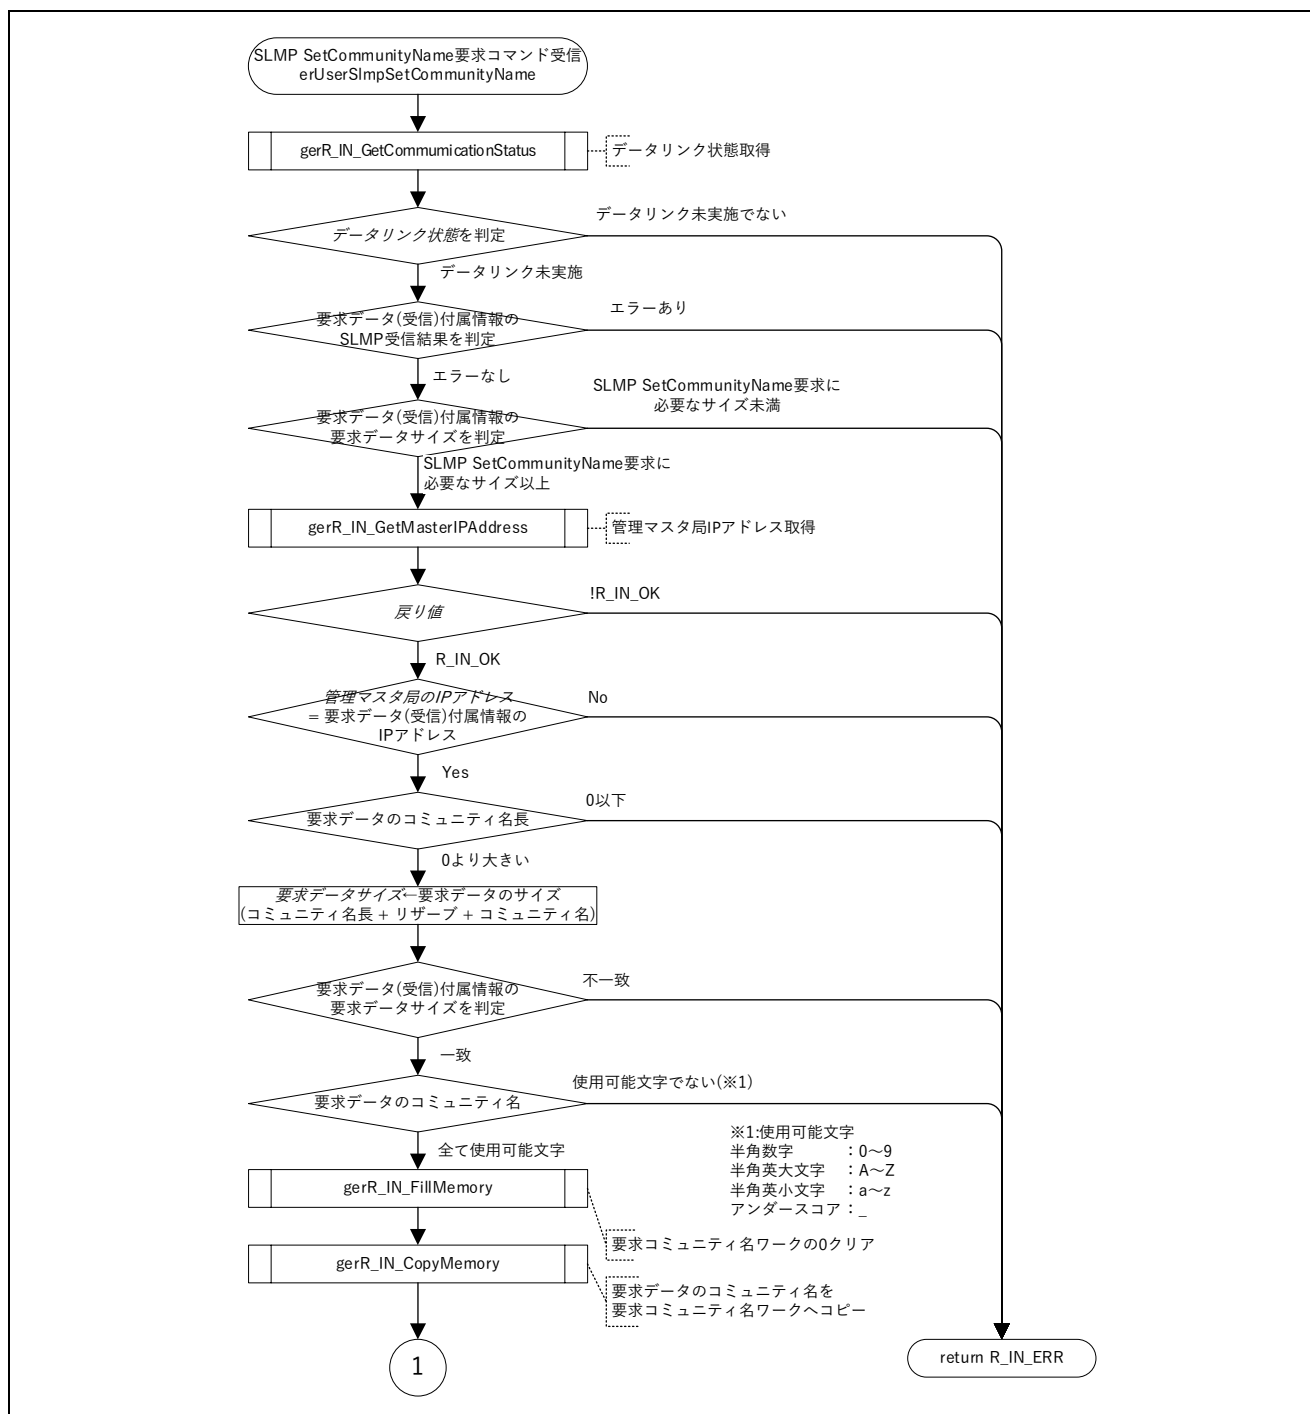 SLMP SetCommunityName要求コマンド受信
erUserSlmpSetCommunityName
gerR_IN_GetCommumicationStatus
データリンク状態取得
データリンク未実施でない
データリンク状態を判定
データリンク未実施
エラーあり
要求データ(受信)付属情報の
SLMP受信結果を判定
エラーなし
SLMP SetCommunityName要求に
必要なサイズ未満
要求データ(受信)付属情報の
要求データサイズを判定
SLMP SetCommunityName要求に
必要なサイズ以上
gerR_IN_GetMasterIPAddress
管理マスタ局IPアドレス取得
!R_IN_OK
戻り値
R_IN_OK
管理マスタ局のIPアドレス
= 要求データ(受信)付属情報の
IPアドレス
No
Yes
0以下
要求データのコミュニティ名長
0より大きい
要求データサイズ←要求データのサイズ
(コミュニティ名長 + リザーブ + コミュニティ名)
不一致
要求データ(受信)付属情報の
要求データサイズを判定
一致
使用可能文字でない(※1)
要求データのコミュニティ名
全て使用可能文字
※1:使用可能文字
半角数字 :0～9
半角英大文字 :A～Z
半角英小文字 :a～z
アンダースコア:_
gerR_IN_FillMemory
要求コミュニティ名ワークの0クリア
gerR_IN_CopyMemory
要求データのコミュニティ名を
要求コミュニティ名ワークへコピー
1
return R_IN_ERR